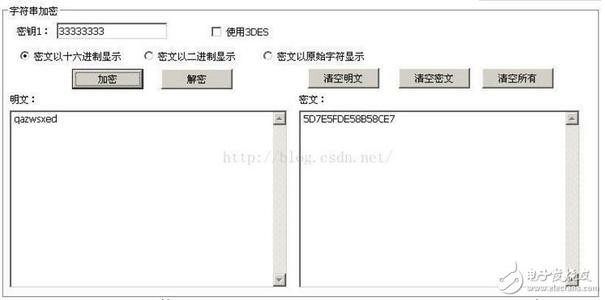 字符串加密
密钥1： 33333333 使用3DES
密文以十六进制显示 密文以二进制显示 密文以原始字符显示
加密 解密 清空明文 清空密文 清空所有
明文： 密文：
qazwsxed 5D7E5FDE58B58CE7
http://blog.csdn.net/
电子发烧友
www.elecfans.com